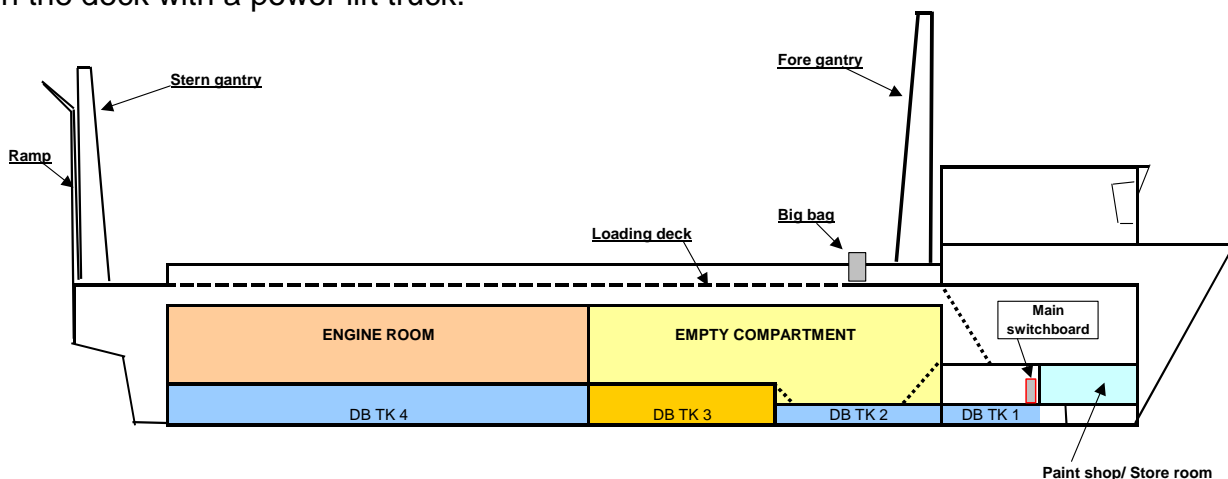 the deck with a power lift truck.
Fore gantry
Stern gantry
Ramp
Big bag
Loading deck
Main
switchboard
ENGINE ROOM
EMPTY COMPARTMENT
DB TK 4
DB TK 3
DB TK 2
DB TK 1
Paint shop/ Store room